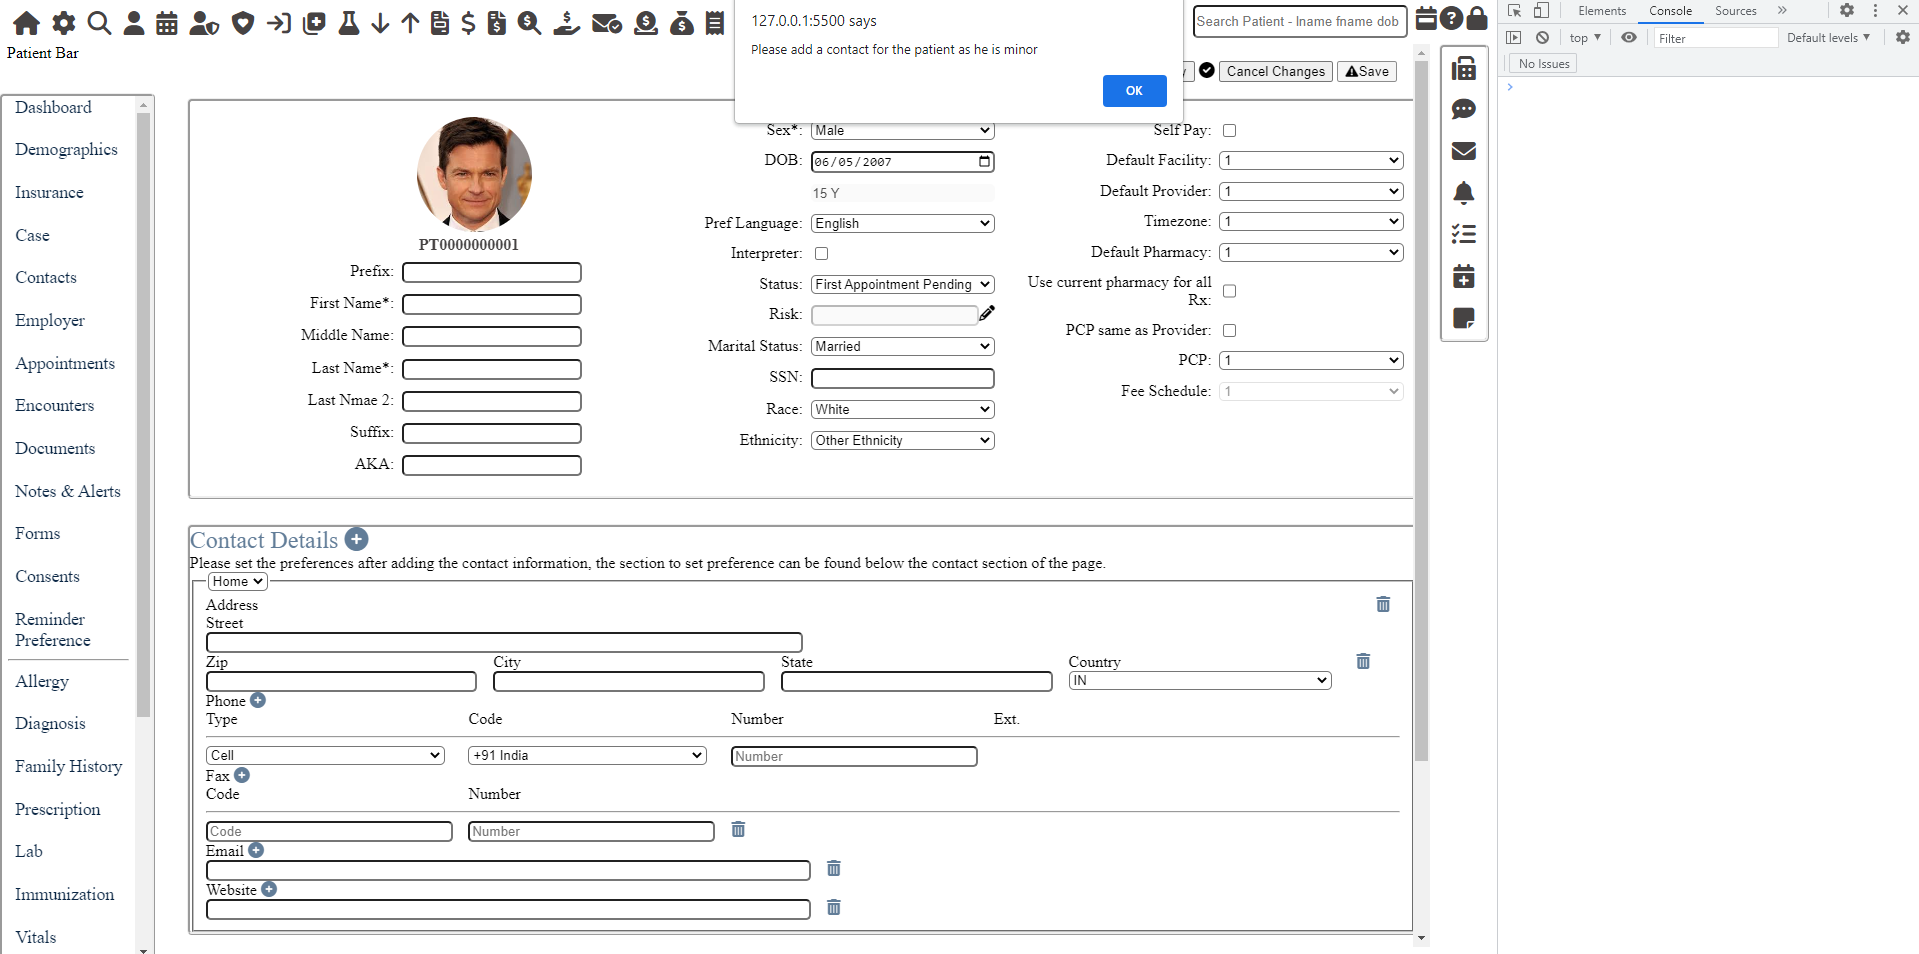 127.0.0.1:5500 says
Please add a contact for the patient as he is minor
OK
Search Patient - lname fname dob
Patient Bar
Cancel Changes
Save
Dashboard
Demographics
Insurance
Case
Contacts
Employer
Appointments
Encounters
Documents
Notes & Alerts
Forms
Consents
Reminder
Preference
Allergy
Diagnosis
Family History
Prescription
Lab
Immunization
Vitals
PT0000000001
Prefix:
First Name*:
Middle Name:
Last Name*:
Last Nmae 2:
Suffix:
AKA:
Sex*: Male
DOB: 06/05/2007
15 Y
Pref Language: English
Interpreter:
Status: First Appointment Pending
Risk:
Marital Status: Married
SSN:
Race: White
Ethnicity: Other Ethnicity
Self Pay:
Default Facility: 1
Default Provider: 1
Timezone: 1
Default Pharmacy: 1
Use current pharmacy for all
Rx:
PCP same as Provider:
PCP: 1
Fee Schedule: 1
Contact Details
Please set the preferences after adding the contact information, the section to set preference can be found below the contact section of the page.
Home
Address
Street
Zip City State Country
IN
Phone
Type Code Number Ext.
Cell +91 India Number
Fax
Code Number
Code Number
Email
Website
Elements Console Sources
top Filter Default levels
No Issues